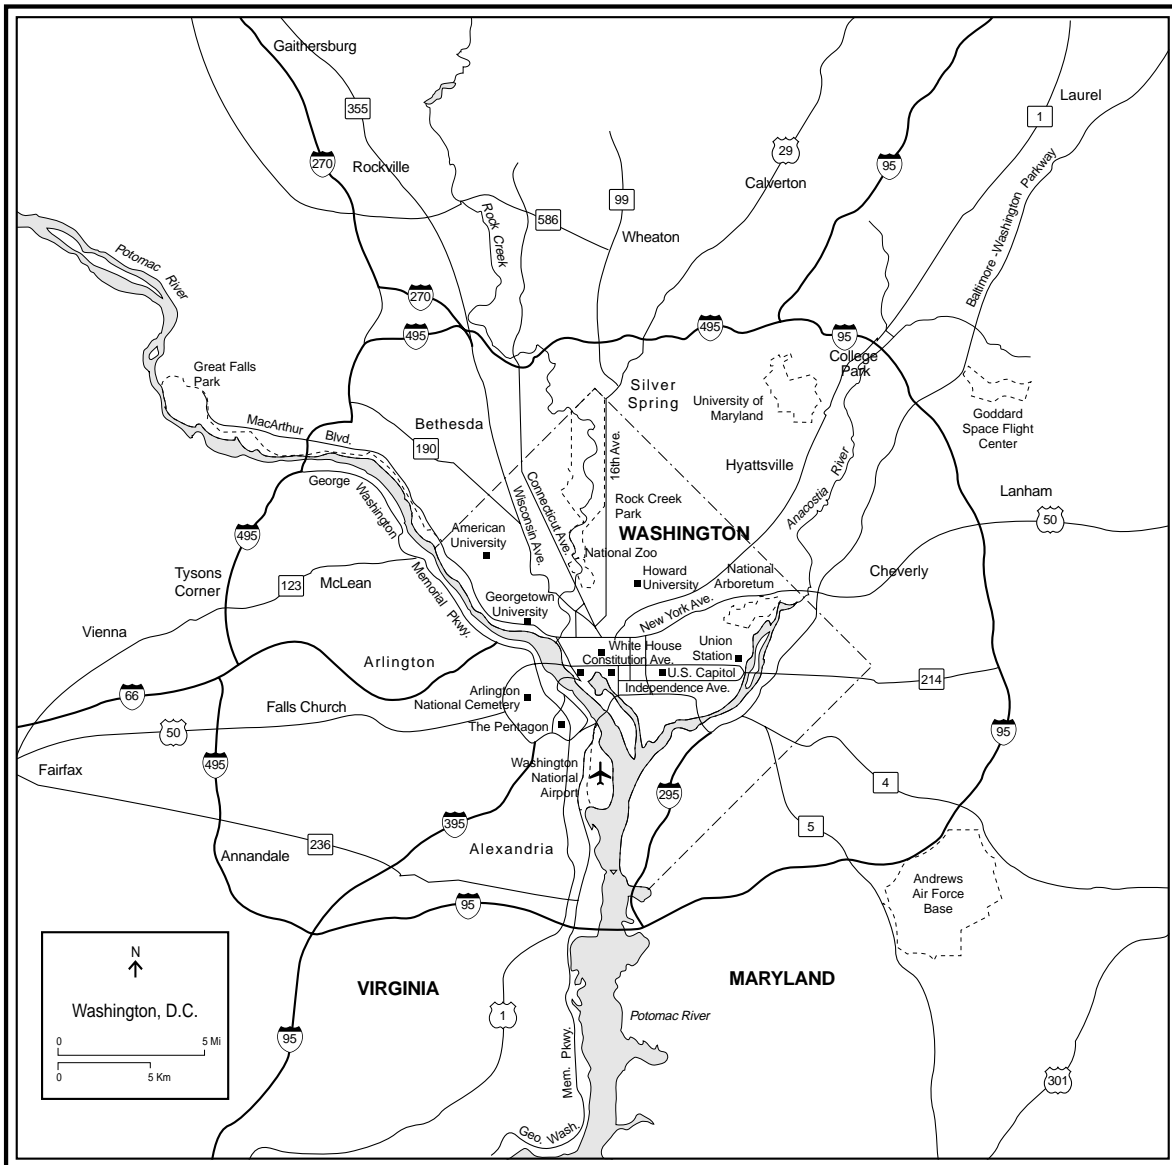 Gaithersburg
Laurel
355
1
29
270
Rockville
95
Calverton
99
586
Rock Creek
Wheaton
Baltimore -Washington Parkway
Potomac River
270
495
495
95
College
Park
Great Falls
Park
Silver
Spring
University of
Maryland
Goddard
Space Flight
Center
MacArthur Blvd.
Bethesda
190
16th Ave.
Hyattsville
Anacostia River
George Washington Memorial Pkwy.
Connecticut Ave.
Wisconsin Ave.
Rock Creek
Park
Lanham
50
495
American
University
WASHINGTON
National Zoo
Howard
University
National
Arboretum
Cheverly
Tysons
Corner
123
McLean
Georgetown
University
New York Ave.
Vienna
White House
Constitution Ave.
Union
Station
Arlington
U.S. Capitol
Independence Ave.
214
66
Arlington
National Cemetery
Falls Church
50
The Pentagon
95
Fairfax
495
Washington
National
Airport
295
4
395
5
236
Annandale
Alexandria
Andrews
Air Force
Base
95
N
Washington, D.C.
0 5 Mi
0 5 Km
VIRGINIA
MARYLAND
1
Potomac River
95
Mem. Pkwy.
301
Geo. Wash.